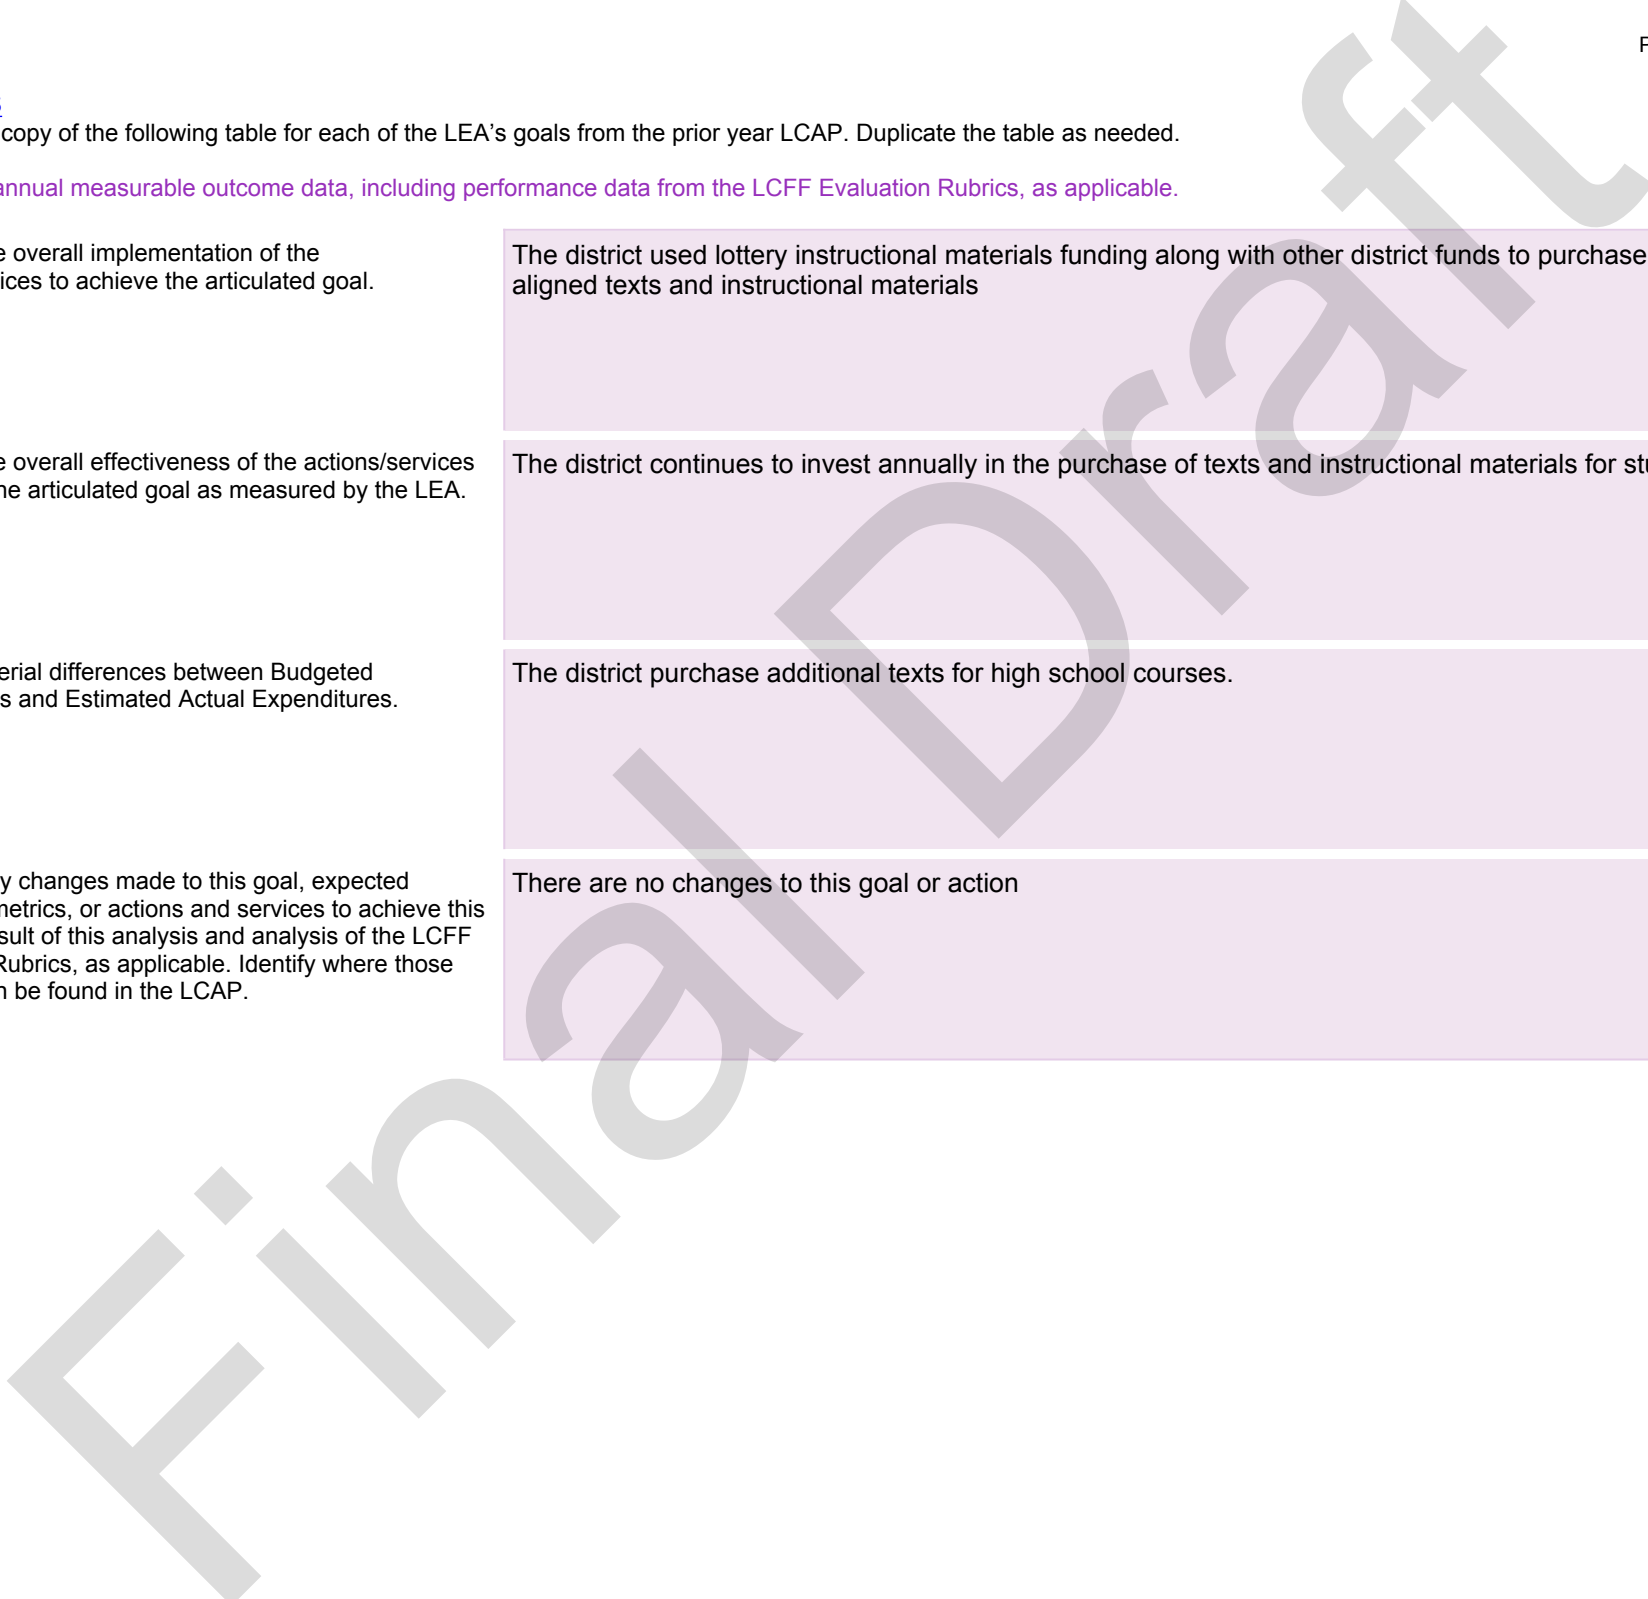 copy of the following table for each of the LEA’s goals from the prior year LCAP. Duplicate the table as needed.
annual measurable outcome data, including performance data from the LCFF Evaluation Rubrics, as applicable.
e overall implementation of the
ices to achieve the articulated goal.
The district used lottery instructional materials funding along with other district funds to purchase
aligned texts and instructional materials
e overall effectiveness of the actions/services
he articulated goal as measured by the LEA.
The district continues to invest annually in the purchase of texts and instructional materials for stu
erial differences between Budgeted
s and Estimated Actual Expenditures.
The district purchase additional texts for high school courses.
y changes made to this goal, expected
metrics, or actions and services to achieve this
sult of this analysis and analysis of the LCFF
Rubrics, as applicable. Identify where those
n be found in the LCAP.
There are no changes to this goal or action
Final Draft